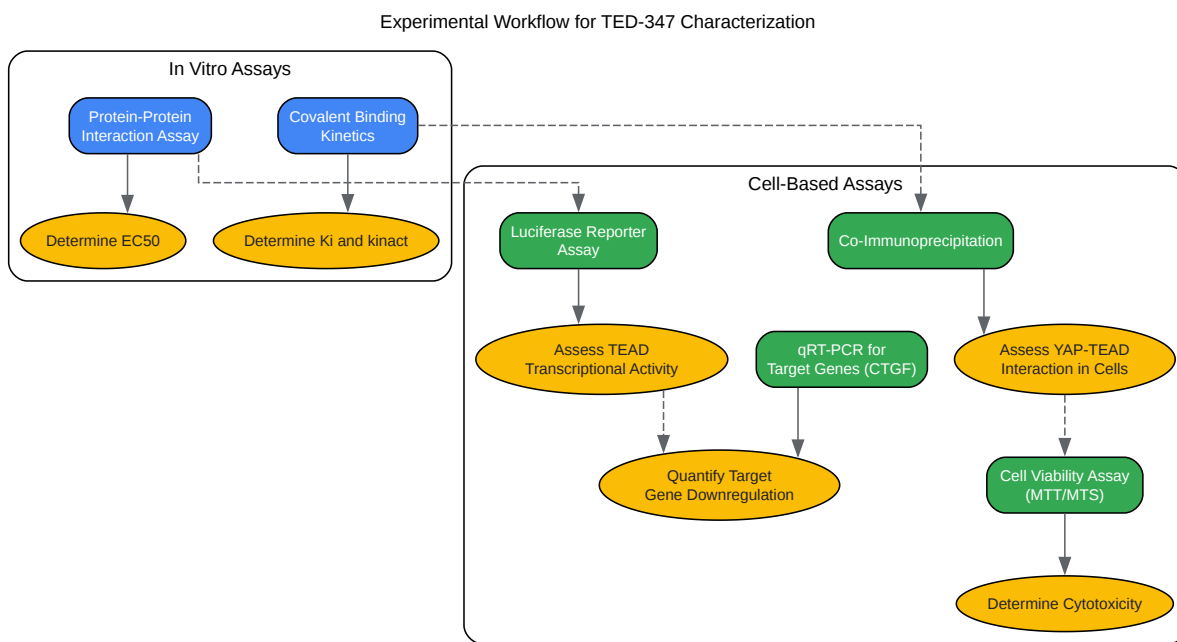 Experimental Workflow for TED-347 Characterization
In Vitro Assays
Protein-Protein
Interaction Assay
Covalent Binding
Kinetics
Determine EC50
Determine Ki and kinact
Cell-Based Assays
Luciferase Reporter
Assay
Co-Immunoprecipitation
Assess TEAD
Transcriptional Activity
qRT-PCR for
Target Genes (CTGF)
Assess YAP-TEAD
Interaction in Cells
Quantify Target
Gene Downregulation
Cell Viability Assay
(MTT/MTS)
Determine Cytotoxicity